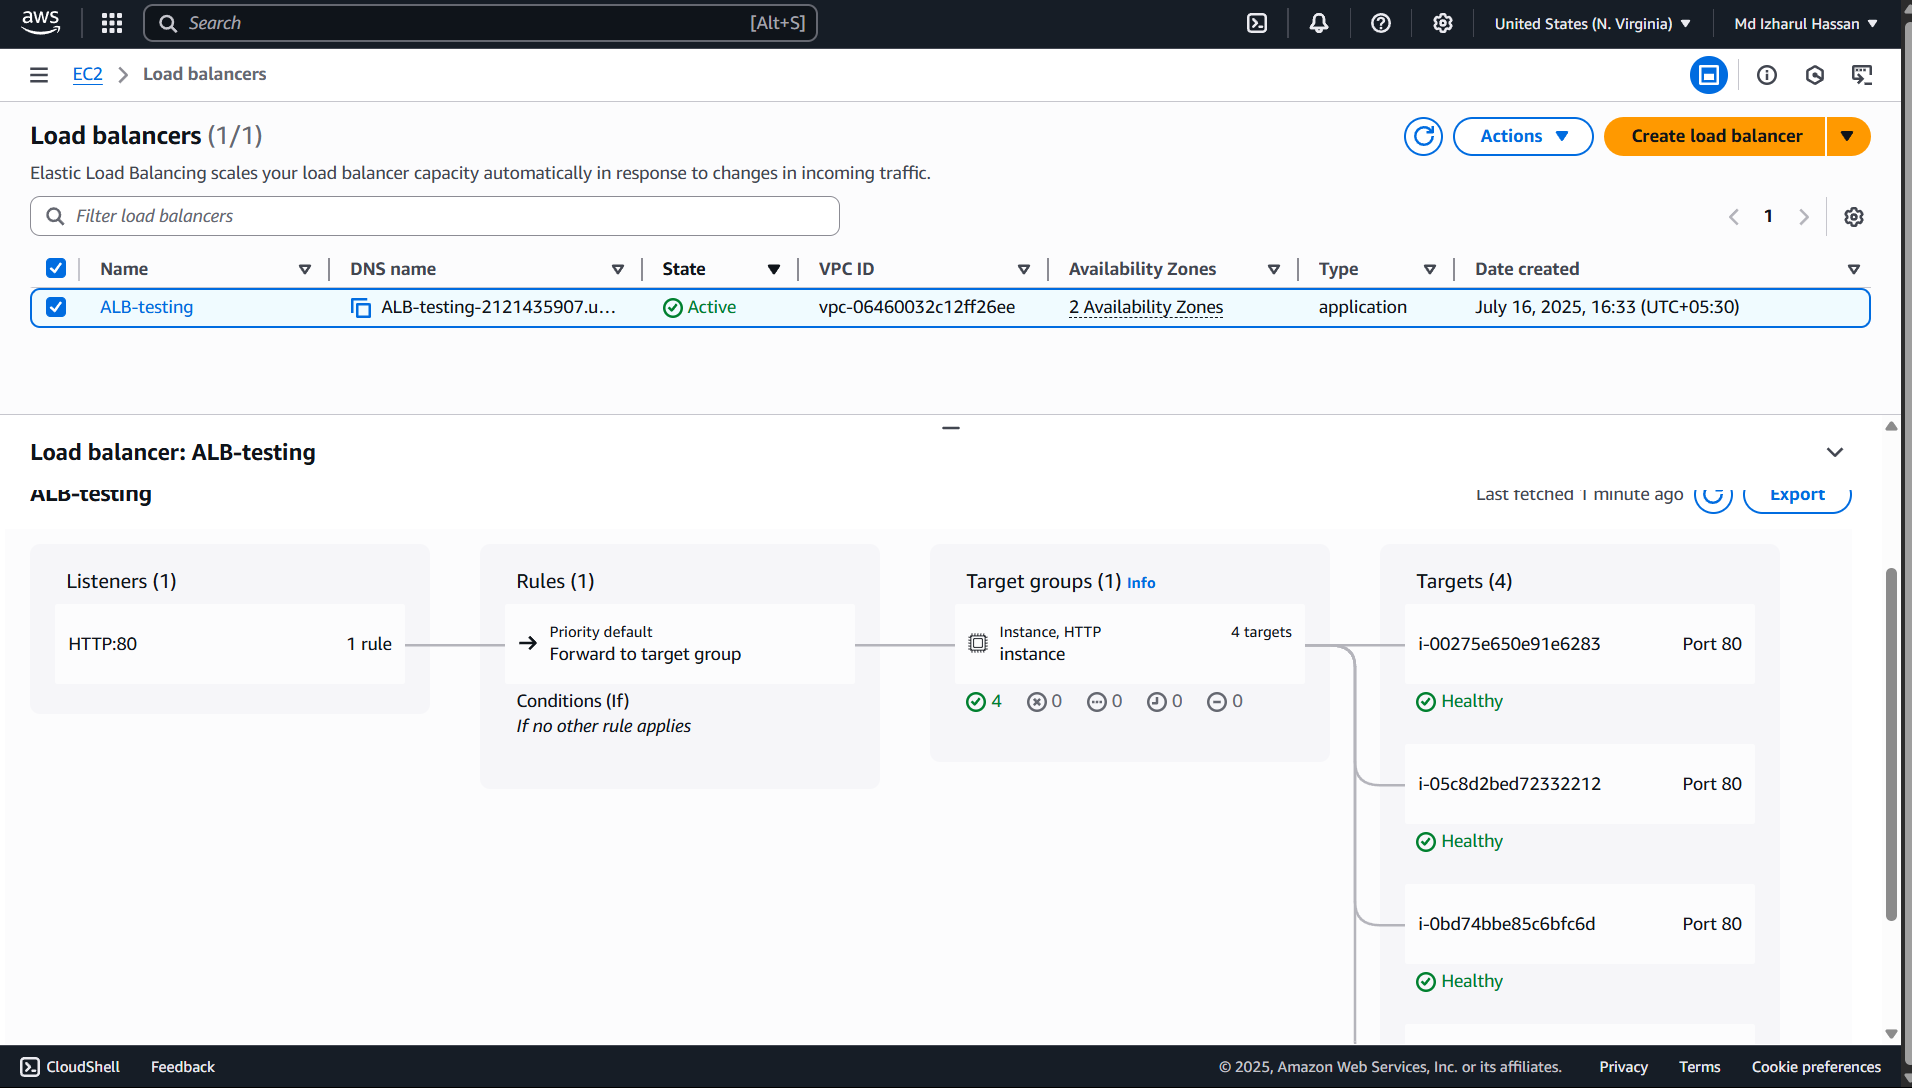 aws
Search [Alt+S]
United States (N. Virginia)
Md Izharul Hassan
EC2 > Load balancers
Load balancers (1/1)
Actions
Create load balancer
Elastic Load Balancing scales your load balancer capacity automatically in response to changes in incoming traffic.
Filter load balancers
1
Name DNS name State VPC ID Availability Zones Type Date created
ALB-testing ALB-testing-2121435907.u... Active vpc-06460032c12ff26ee 2 Availability Zones application July 16, 2025, 16:33 (UTC+05:30)
Load balancer: ALB-testing
ALB-testing
Last fetched 1 minute ago
Export
Listeners (1)
HTTP:80 1 rule
Rules (1)
Priority default
Forward to target group
Conditions (If)
If no other rule applies
Target groups (1) Info
Instance, HTTP 4 targets
instance
4 0 0 0 0
Targets (4)
i-00275e650e91e6283 Port 80
Healthy
i-05c8d2bed72332212 Port 80
Healthy
i-0bd74bbe85c6bfc6d Port 80
Healthy
CloudShell Feedback
© 2025, Amazon Web Services, Inc. or its affiliates. Privacy Terms Cookie preferences